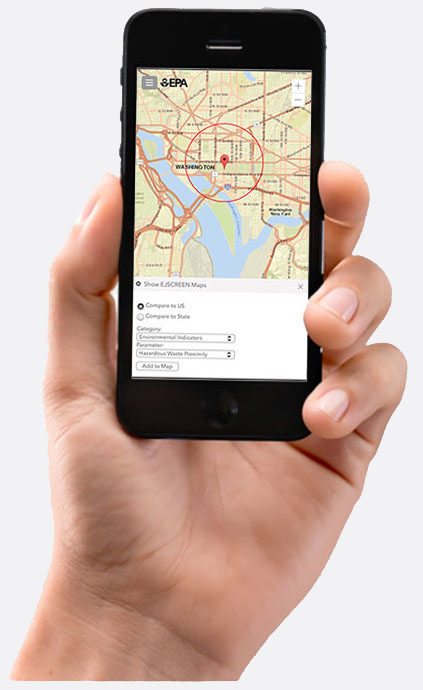 EPA
+
−
WASHINGTON
Washington
Navy Yard
Show EJSCREEN Maps
Compare to US
Compare to State
Category:
Environmental Indicators
Parameter:
Hazardous Waste Proximity
Add to Map